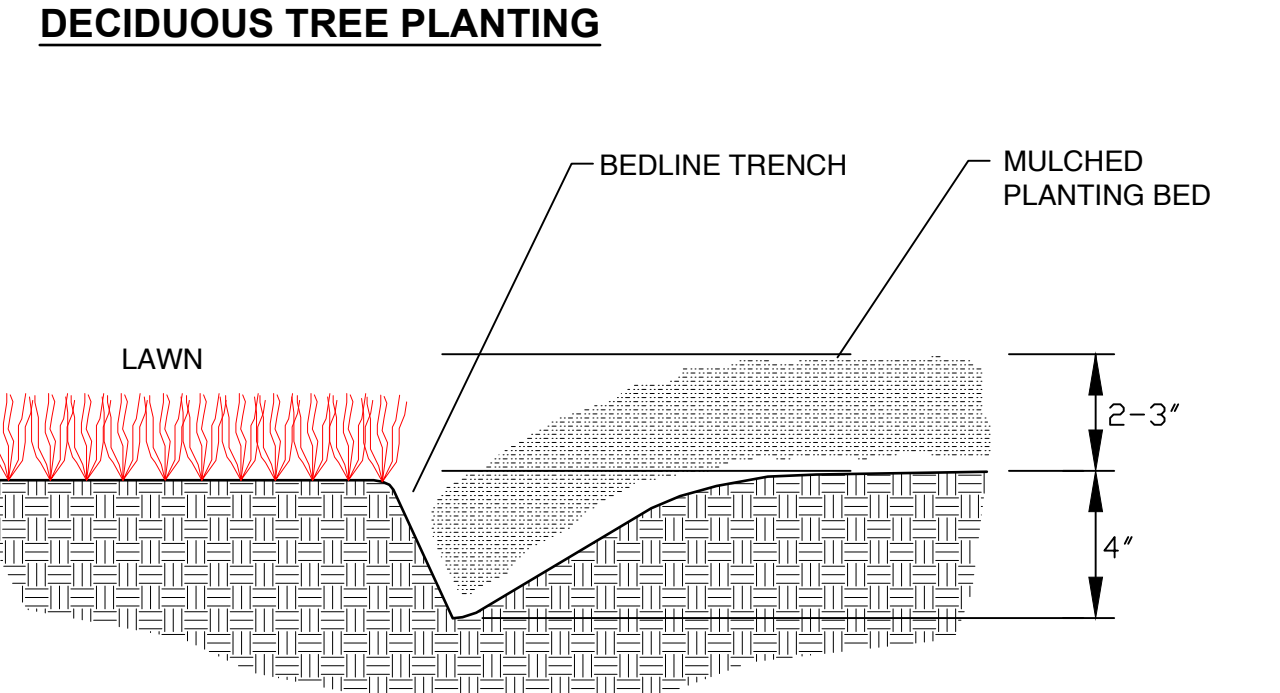 DECIDUOUS TREE PLANTING
BEDLINE TRENCH
MULCHED
PLANTING BED
LAWN
2-3"
4"